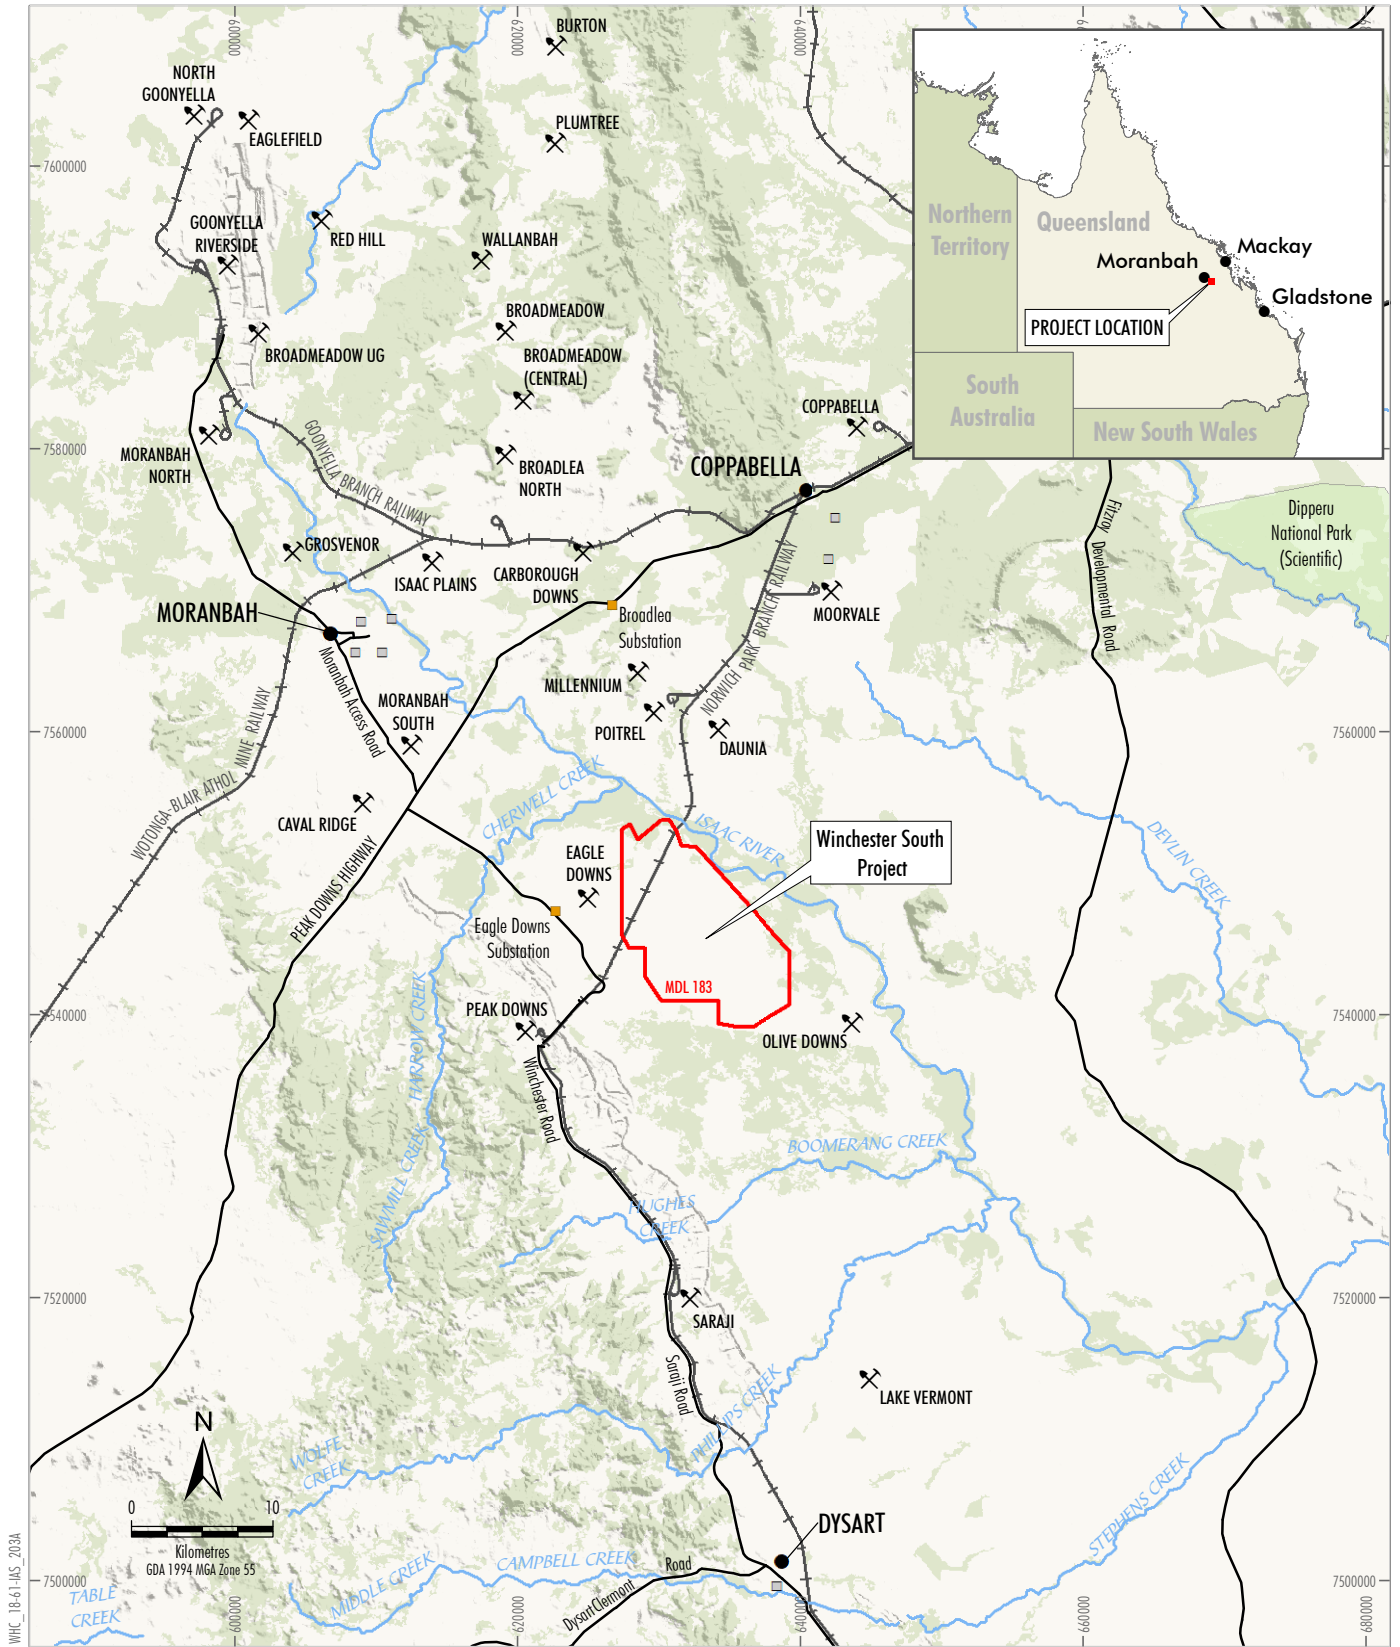 600000
620000
640000
BURTON
NORTH
GOONYELLA
EAGLEFIELD
PLUMTREE
7600000
GOONYELLA
RIVERSIDE
RED HILL
WALLANBAH
BROADMEADOW
BROADMEADOW UG
BROADMEADOW
(CENTRAL)
Northern
Territory
Queensland
Mackay
Moranbah
Gladstone
PROJECT LOCATION
South
Australia
New South Wales
COPPABELLA
7580000
MORANBAH
NORTH
GOONYELLA BRANCH RAILWAY
BROADLEA
NORTH
COPPABELLA
Fitzroy Developmental Road
Dipperu
National Park
(Scientific)
GROSVENOR
ISAAC PLAINS
CARBOROUGH
DOWNS
NORWICH PARK BRANCH RAILWAY
MOORVALE
MORANBAH
Broadlea
Substation
Moranbah Access Road
MILLENNIUM
MORANBAH
SOUTH
POITREL
DAUNIA
7560000
7560000
WOTONGA-BLAIR ATHOL MINE RAILWAY
CAVAL RIDGE
CHERWELL CREEK
ISAAC RIVER
DEVLIN CREEK
Winchester South
Project
EAGLE
DOWNS
PEAK DOWNS HIGHWAY
Eagle Downs
Substation
MDL 183
PEAK DOWNS
7540000
7540000
OLIVE DOWNS
HARROW CREEK
Winchester Road
BOOMERANG CREEK
SAWMILL CREEK
HUGHES
CREEK
7520000
7520000
SARAJI
Saraji Road
PHILLIPS CREEK
LAKE VERMONT
WOLFE
CREEK
N
0
10
Kilometres
GDA 1994 MGA Zone 55
STEPHENS CREEK
DYSART
CAMPBELL CREEK
MIDDLE CREEK
Dysart Clermont Road
TABLE
CREEK
7500000
7500000
WHC_18-61-IAS_203A
600000
620000
640000
660000
680000